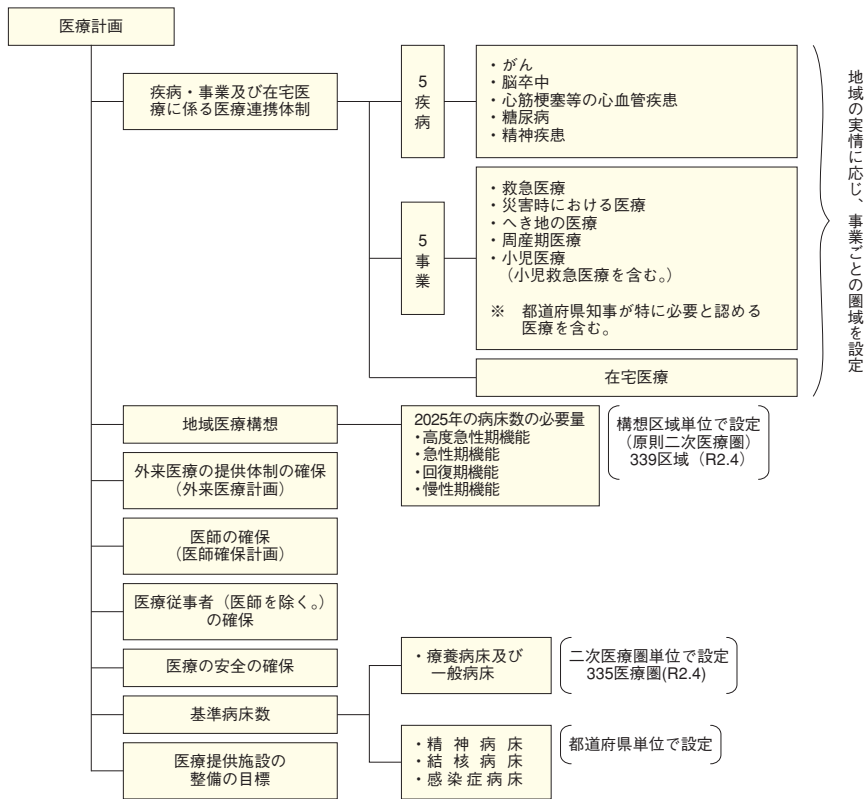 医療計画
疾病・事業及び在宅医
療に係る医療連携体制
5
疾
病
・がん
・脳卒中
・心筋梗塞等の心血管疾患
・糖尿病
・精神疾患
5
事
業
・救急医療
・災害時における医療
・へき地の医療
・周産期医療
・小児医療
（小児救急医療を含む。）
※　都道府県知事が特に必要と認める
医療を含む。
在宅医療
地域の実情に応じ、事業ごとの圏域を設定
地域医療構想
2025年の病床数の必要量
・高度急性期機能
・急性期機能
・回復期機能
・慢性期機能
構想区域単位で設定
（原則二次医療圏）
339区域（R2.4）
外来医療の提供体制の確保
（外来医療計画）
医師の確保
（医師確保計画）
医療従事者（医師を除く。）
の確保
医療の安全の確保
基準病床数
・療養病床及び
一般病床
二次医療圏単位で設定
335医療圏(R2.4)
・精　神　病　床
・結　核　病　床
・感 染 症 病 床
都道府県単位で設定
医療提供施設の
整備の目標